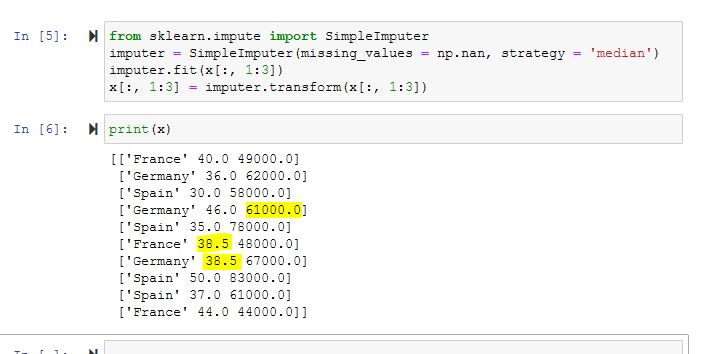 In [5]: from sklearn.impute import SimpleImputer
imputer = SimpleImputer(missing_values = np.nan, strategy = 'median')
imputer.fit(x[:, 1:3])
x[:, 1:3] = imputer.transform(x[:, 1:3])
In [6]: print(x)
[['France' 40.0 49000.0]
['Germany' 36.0 62000.0]
['Spain' 30.0 58000.0]
['Germany' 46.0 61000.0]
['Spain' 35.0 78000.0]
['France' 38.5 48000.0]
['Germany' 38.5 67000.0]
['Spain' 50.0 83000.0]
['Spain' 37.0 61000.0]
['France' 44.0 44000.0]]